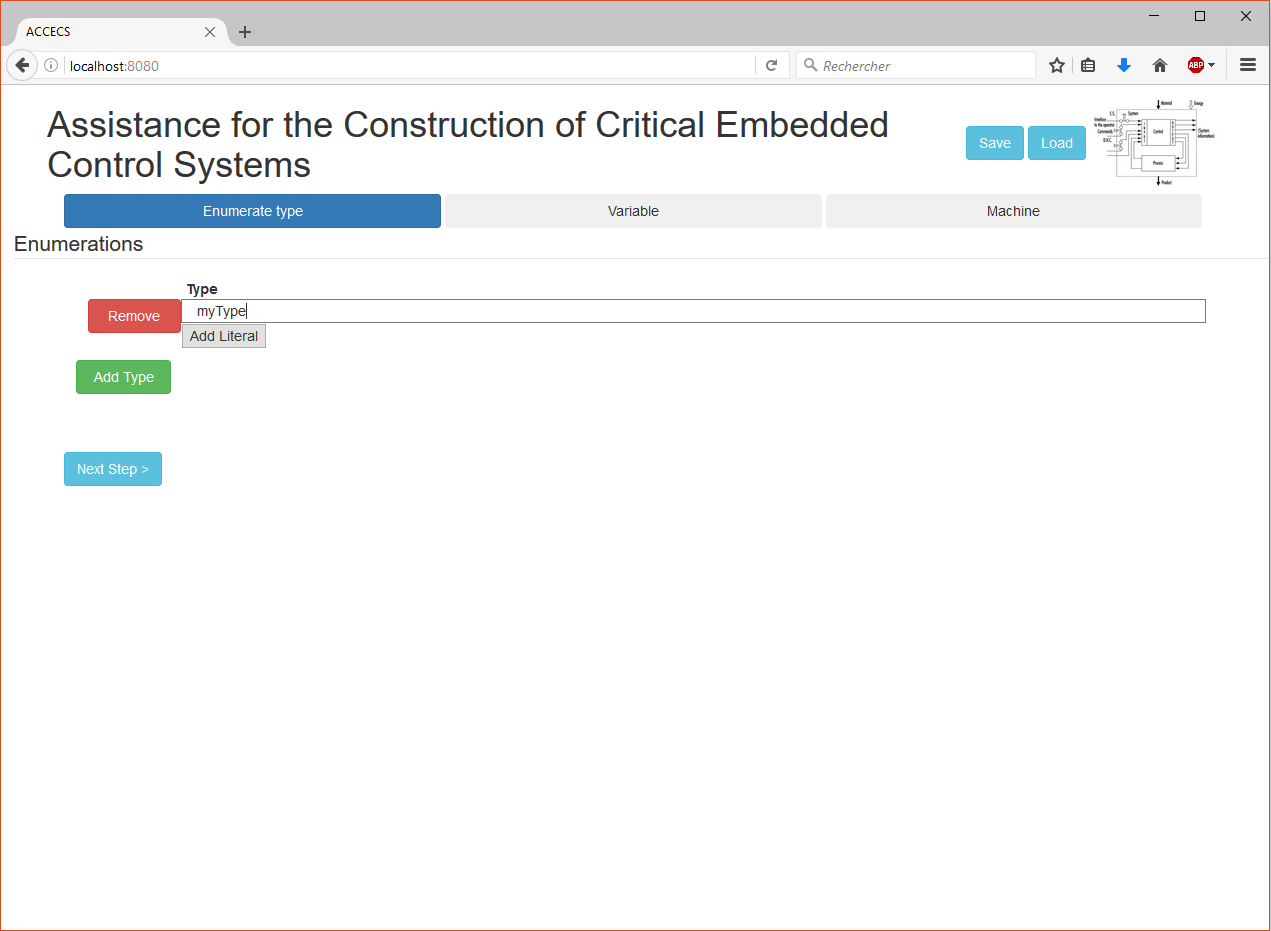 ACCECS
localhost:8080
Rechercher
ABP
Assistance for the Construction of Critical Embedded
Control Systems
Save
Load
Material
Energy
E.S.
System
Interface
to the operator
Commands
Control
(System
information)
Process
Product
Enumerate type
Variable
Machine
Enumerations
Type
Remove
myType
Add Literal
Add Type
Next Step >